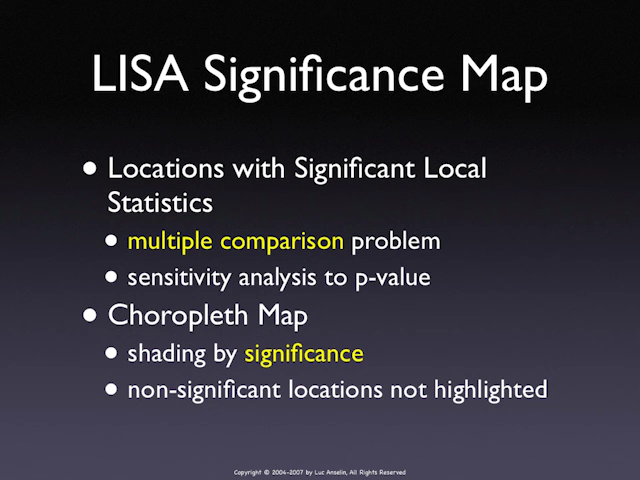 LISA Significance Map
• Locations with Significant Local
Statistics
• multiple comparison problem
• sensitivity analysis to p-value
• Choropleth Map
• shading by significance
• non-significant locations not highlighted
Copyright © 2004-2007 by Luc Anselin, All Rights Reserved